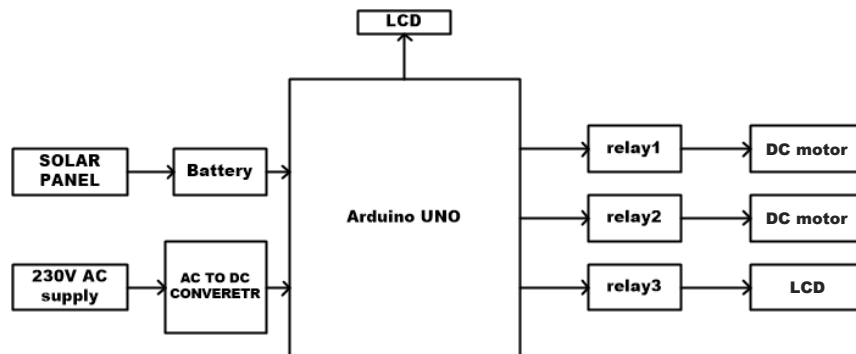 LCD
SOLAR
PANEL
Battery
230V AC
supply
AC TO DC
CONVERETR
Arduino UNO
relay1
DC motor
relay2
DC motor
relay3
LCD